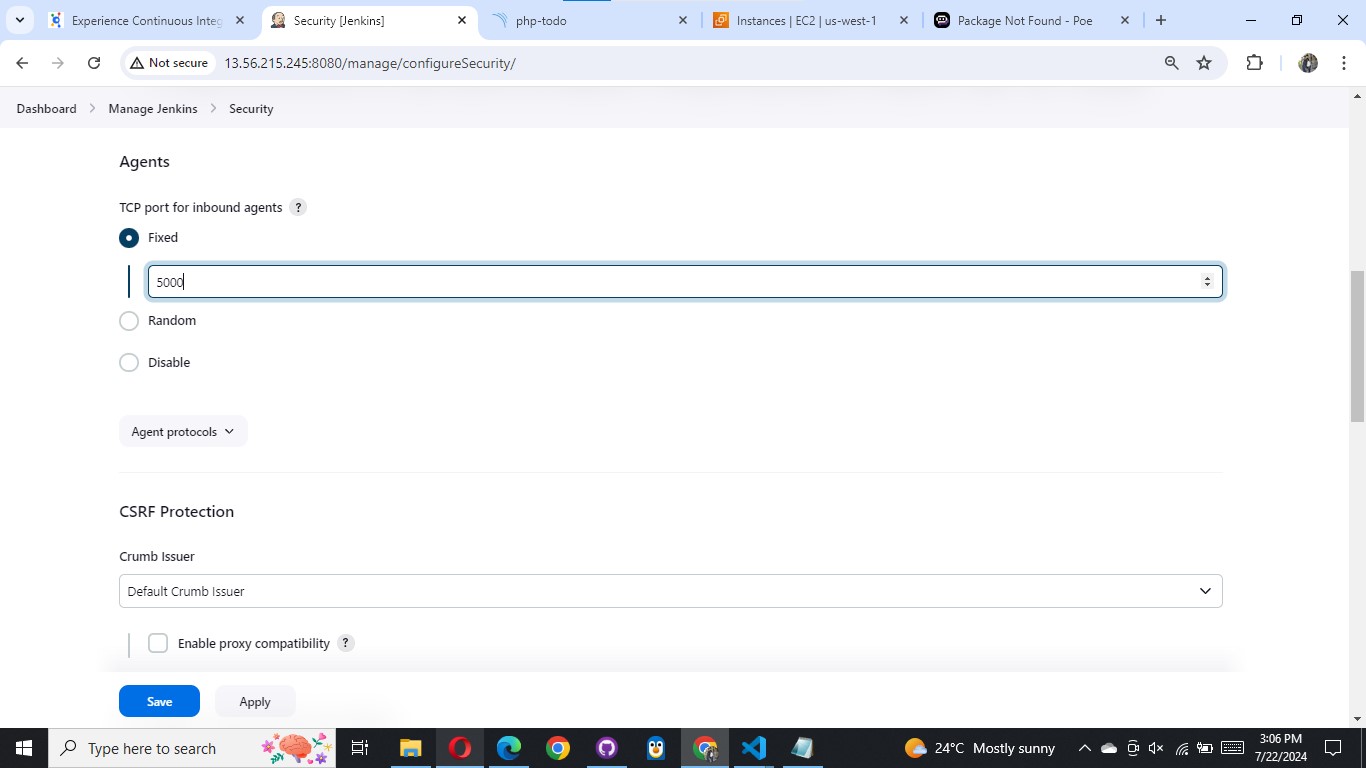 Experience Continuous Integ
Security [Jenkins]
php-todo
Instances | EC2 | us-west-1
Package Not Found - Poe
Not secure
13.56.215.245:8080/manage/configureSecurity/
Dashboard
Manage Jenkins
Security
Agents
TCP port for inbound agents ?
Fixed
5000
Random
Disable
Agent protocols
CSRF Protection
Crumb Issuer
Default Crumb Issuer
Enable proxy compatibility ?
Save
Apply
Type here to search
24°C Mostly sunny
3:06 PM
7/22/2024